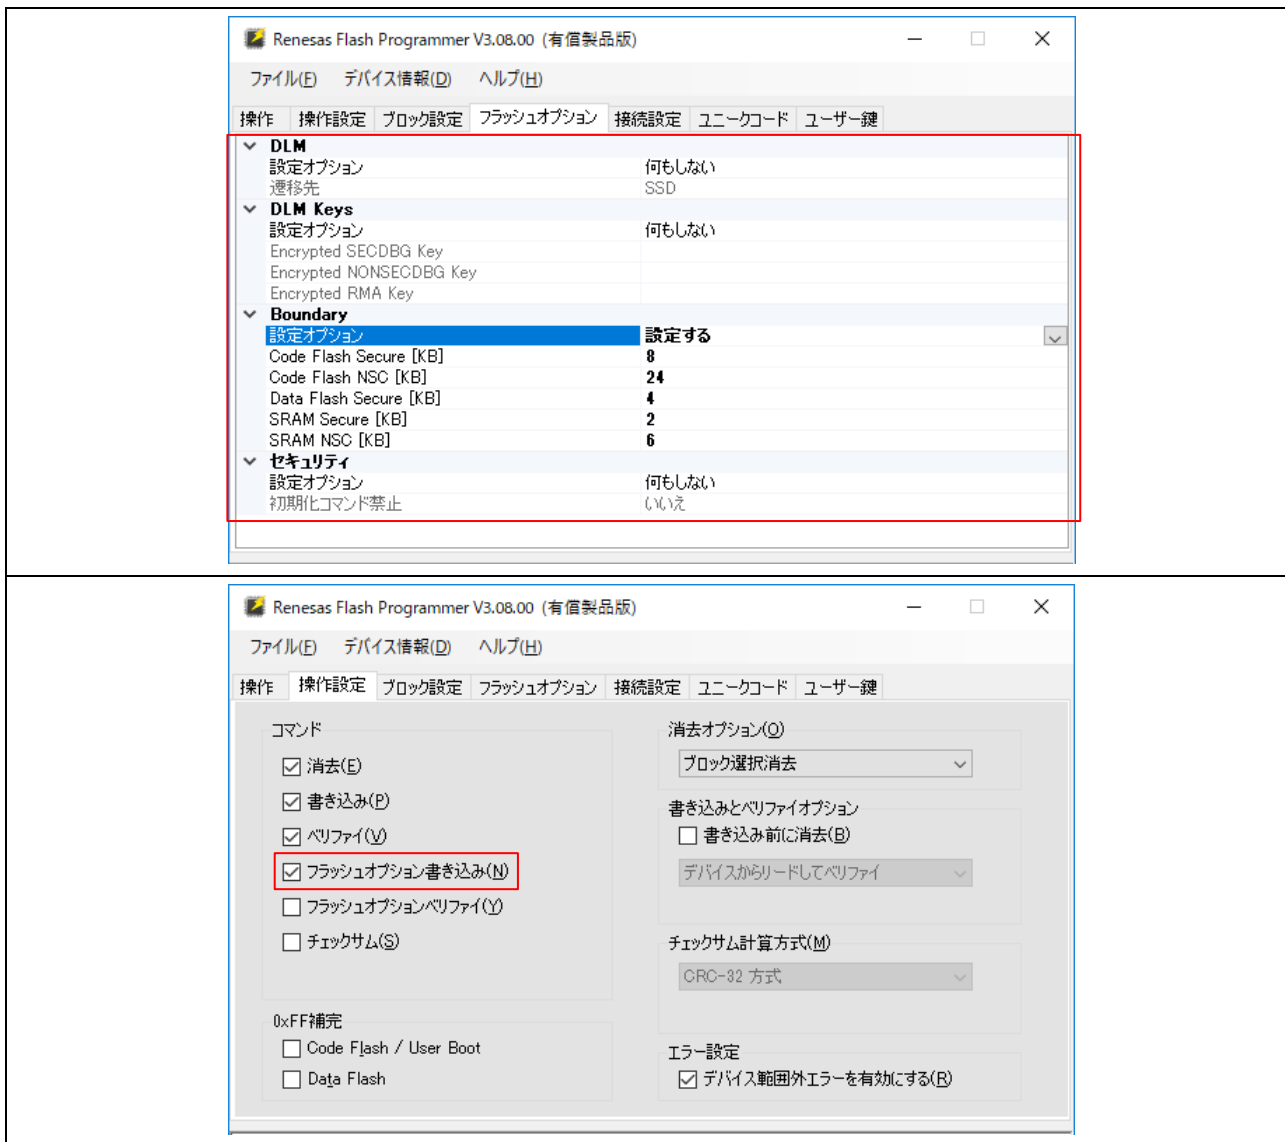 Renesas Flash Programmer V3.08.00 (有償製品版)
ファイル(F) デバイス情報(D) ヘルプ(H)
操作 操作設定 ブロック設定 フラッシュオプション 接続設定 ユニークコード ユーザー鍵
DLM
設定オプション 何もしない
遷移先 SSD
DLM Keys
設定オプション 何もしない
Encrypted SECDBG Key
Encrypted NONSECDBG Key
Encrypted RMA Key
Boundary
設定オプション 設定する
Code Flash Secure [KB] 8
Code Flash NSC [KB] 24
Data Flash Secure [KB] 4
SRAM Secure [KB] 2
SRAM NSC [KB] 6
セキュリティ
設定オプション 何もしない
初期化コマンド禁止 いいえ
Renesas Flash Programmer V3.08.00 (有償製品版)
ファイル(F) デバイス情報(D) ヘルプ(H)
操作 操作設定 ブロック設定 フラッシュオプション 接続設定 ユニークコード ユーザー鍵
コマンド
消去(E)
書き込み(P)
ベリファイ(V)
フラッシュオプション書き込み(N)
フラッシュオプションベリファイ(Y)
チェックサム(S)
0xFF補完
Code Flash / User Boot
Data Flash
消去オプション(O)
ブロック選択消去
書き込みとベリファイオプション
書き込み前に消去(B)
デバイスからリードしてベリファイ
チェックサム計算方式(M)
CRC-32 方式
エラー設定
デバイス範囲外エラーを有効にする(R)